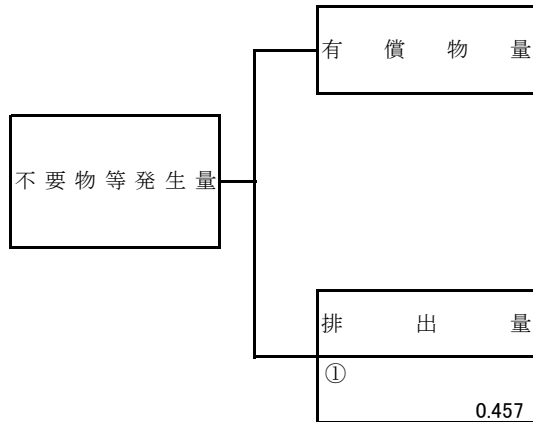 有償物量
不要物等発生量
排出量
①
0.457